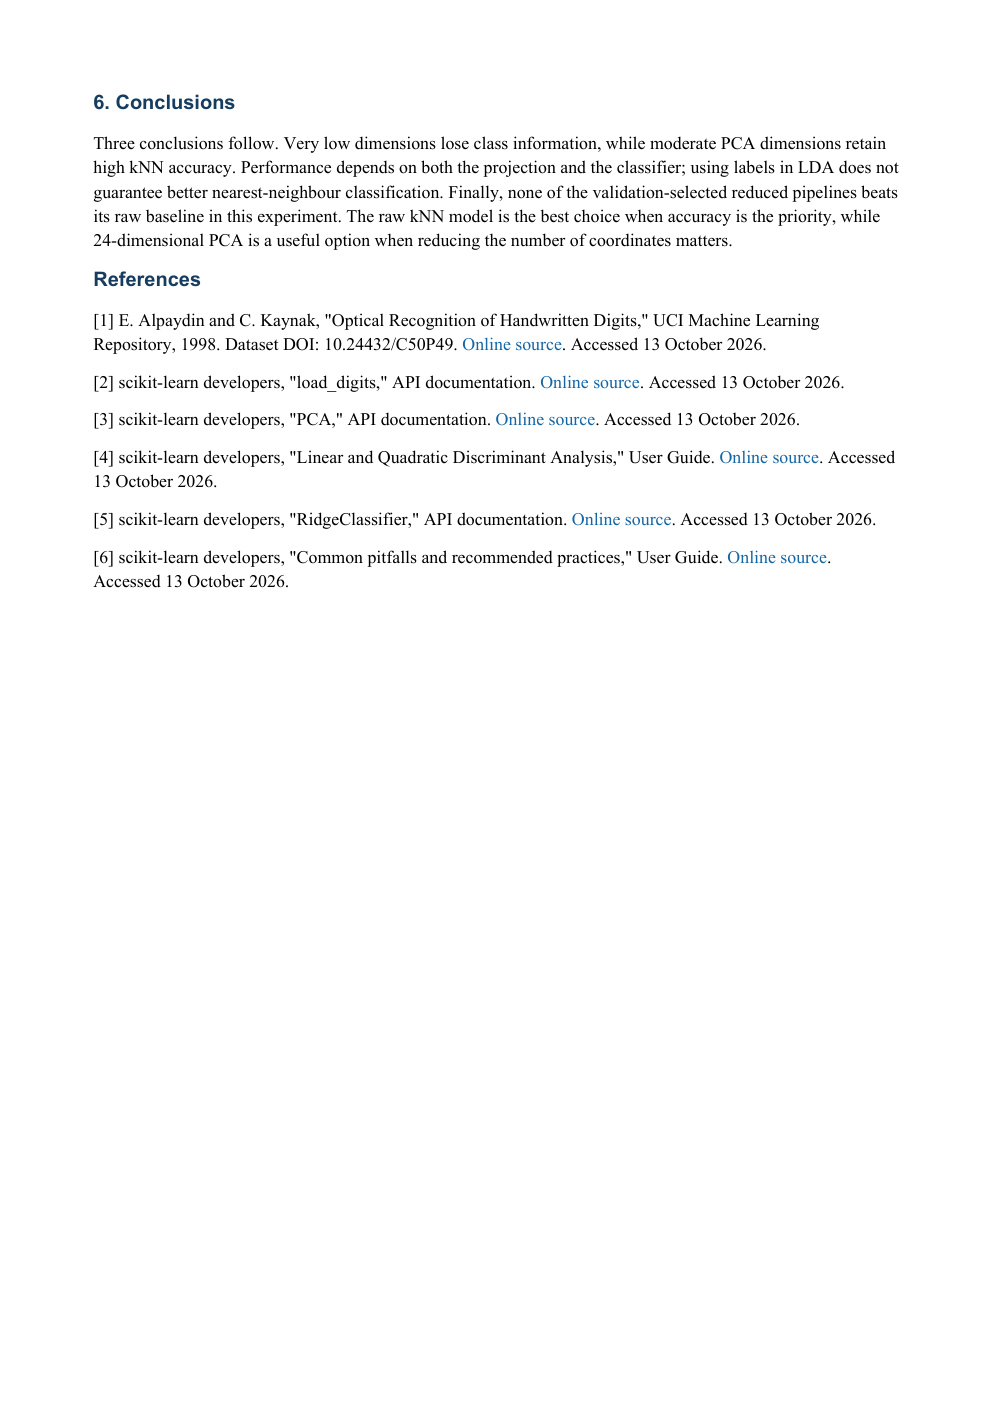 6. Conclusions
Three conclusions follow. Very low dimensions lose class information, while moderate PCA dimensions retain
high kNN accuracy. Performance depends on both the projection and the classifier; using labels in LDA does not
guarantee better nearest-neighbour classification. Finally, none of the validation-selected reduced pipelines beats
its raw baseline in this experiment. The raw kNN model is the best choice when accuracy is the priority, while
24-dimensional PCA is a useful option when reducing the number of coordinates matters.
References
[1] E. Alpaydin and C. Kaynak, "Optical Recognition of Handwritten Digits," UCI Machine Learning
Repository, 1998. Dataset DOI: 10.24432/C50P49. Online source. Accessed 13 October 2026.
[2] scikit-learn developers, "load_digits," API documentation. Online source. Accessed 13 October 2026.
[3] scikit-learn developers, "PCA," API documentation. Online source. Accessed 13 October 2026.
[4] scikit-learn developers, "Linear and Quadratic Discriminant Analysis," User Guide. Online source. Accessed
13 October 2026.
[5] scikit-learn developers, "RidgeClassifier," API documentation. Online source. Accessed 13 October 2026.
[6] scikit-learn developers, "Common pitfalls and recommended practices," User Guide. Online source.
Accessed 13 October 2026.